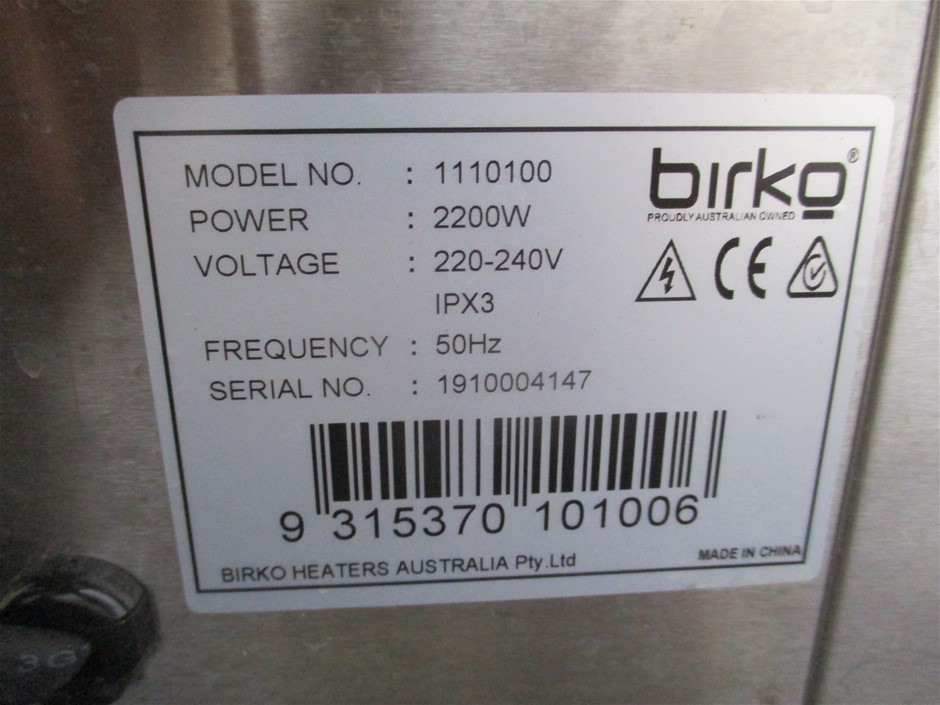 MODEL NO. : 1110100
POWER : 2200W
VOLTAGE : 220-240V
IPX3
FREQUENCY : 50Hz
SERIAL NO. : 1910004147
birko®
PROUDLY AUSTRALIAN OWNED
CE
9 315370 101006
BIRKO HEATERS AUSTRALIA Pty.Ltd
MADE IN CHINA
3G